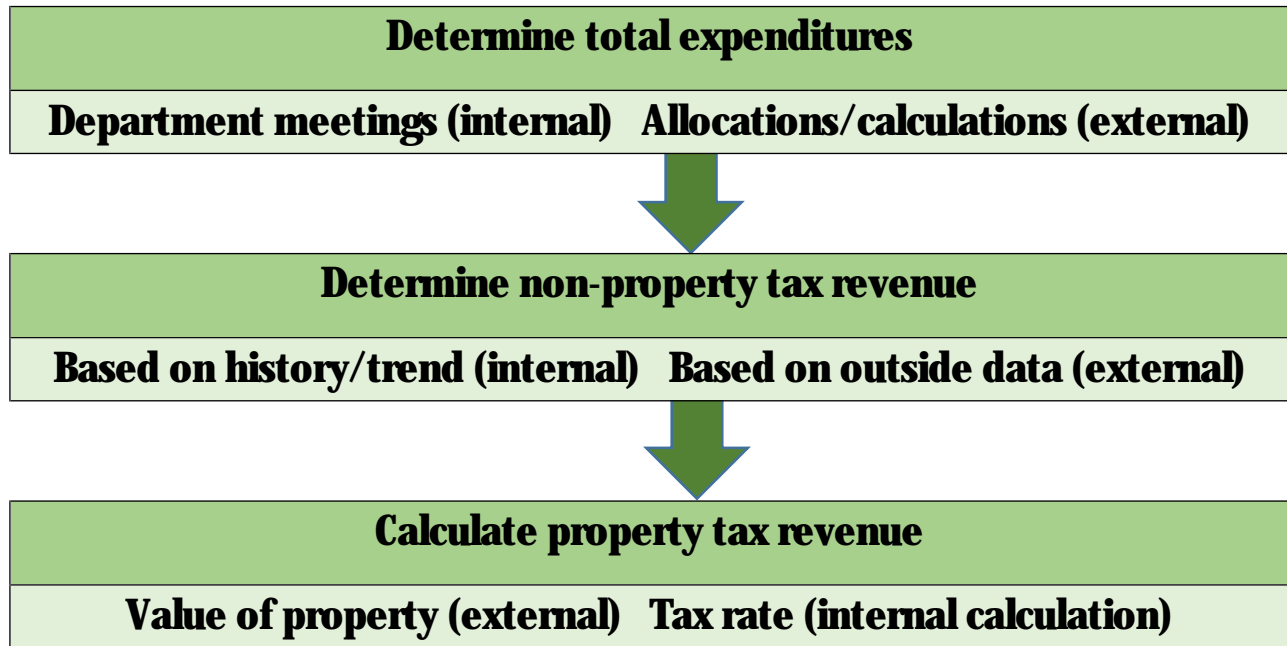 Determine total expenditures
Department meetings (internal) Allocations/calculations (external)
Determine non-property tax revenue
Based on history/trend (internal) Based on outside data (external)
Calculate property tax revenue
Value of property (external) Tax rate (internal calculation)